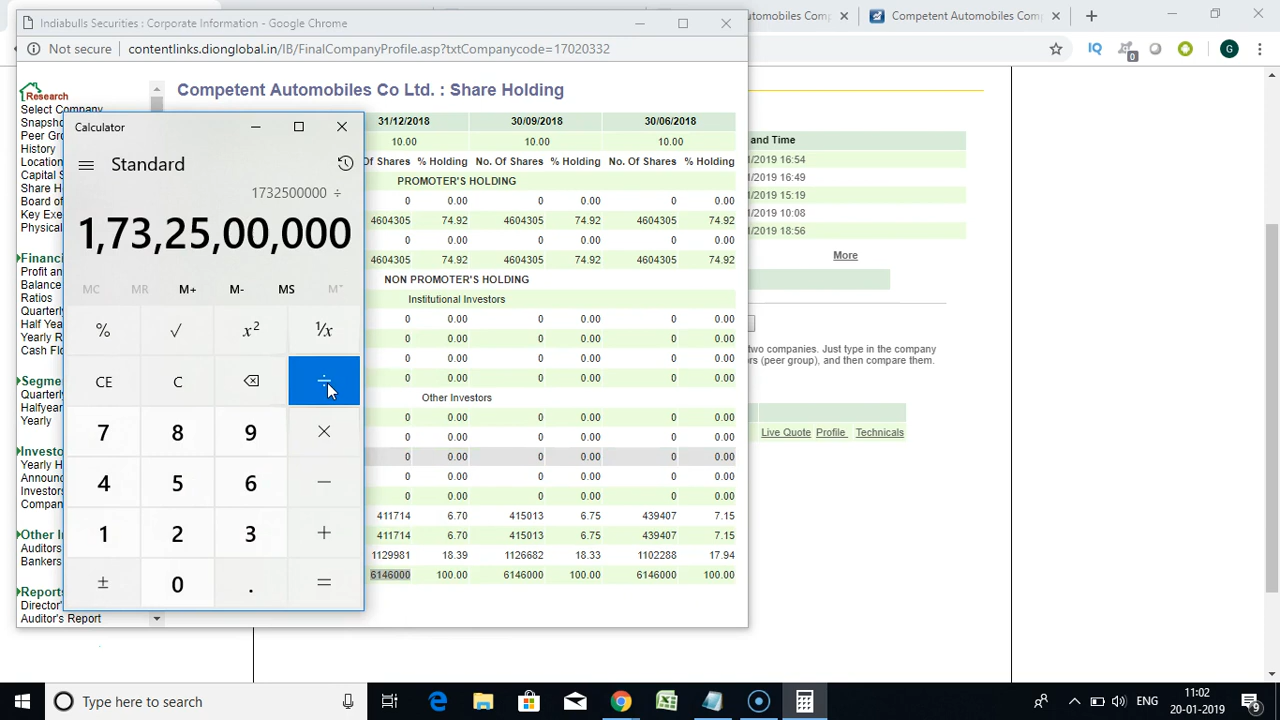 Indiabulls Securities : Corporate Information - Google Chrome
utomobiles Comp
Competent Automobiles Com
Not secure
contentlinks.dionglobal.in/IB/FinalCompanyProfile.asp?txtCompanycode=17020332
IQ
0
G
Research
Select Company
Snapsh
Peer Gro
History
Location
Capital S
Share H
Board of
Key Exe
Physical
Financi
Profit an
Balance
Ratios
Quarterl
Half Yea
Yearly R
Cash Flo
Segme
Quarterl
Halfyear
Yearly
Investo
Yearly H
Announ
Investors
Compan
Other In
Auditors
Bankers
Reports
Director'
Auditor's Report
Competent Automobiles Co Ltd. : Share Holding
31/12/2018 30/09/2018 30/06/2018
10.00 10.00 10.00
Of Shares % Holding No. Of Shares % Holding No. Of Shares % Holding
PROMOTER'S HOLDING
0 0.00 0 0.00 0 0.00
4604305 74.92 4604305 74.92 4604305 74.92
0 0.00 0 0.00 0 0.00
4604305 74.92 4604305 74.92 4604305 74.92
NON PROMOTER'S HOLDING
Institutional Investors
0 0.00 0 0.00 0 0.00
0 0.00 0 0.00 0 0.00
0 0.00 0 0.00 0 0.00
0 0.00 0 0.00 0 0.00
Other Investors
0 0.00 0 0.00 0 0.00
0 0.00 0 0.00 0 0.00
0 0.00 0 0.00 0 0.00
0 0.00 0 0.00 0 0.00
0 0.00 0 0.00 0 0.00
411714 6.70 415013 6.75 439407 7.15
411714 6.70 415013 6.75 439407 7.15
1129981 18.39 1126682 18.33 1102288 17.94
6146000 100.00 6146000 100.00 6146000 100.00
Calculator
Standard
1732500000 ÷
1,73,25,00,000
MC MR M+ M- MS M
% √ x² ¹/x
CE C ÷
7 8 9 ×
4 5 6 −
1 2 3 +
± 0 . =
and Time
1/2019 16:54
1/2019 16:49
1/2019 15:19
1/2019 10:08
1/2019 18:56
More
two companies. Just type in the company
ors (peer group), and then compare them.
Live Quote Profile Technicals
Type here to search
ENG
11:02
20-01-2019
9